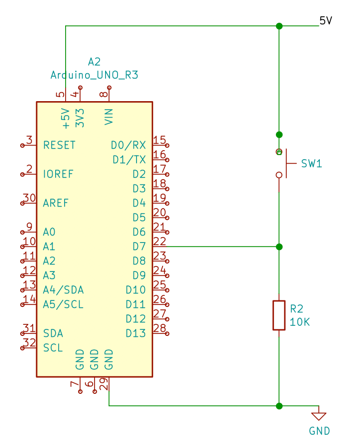 5V
A2
Arduino_UNO_R3
5
4
8
+5V
3V3
VIN
3 RESET D0/RX 15
D1/TX 16
2 IOREF D2 17
D3 18
30 AREF D4 19
D5 20
9 A0 D6 21
10 A1 D7 22
11 A2 D8 23
12 A3 D9 24
13 A4/SDA D10 25
14 A5/SCL D11 26
D12 27
31 SDA D13 28
32 SCL
GND
GND
GND
7
6
29
SW1
R2
10K
GND